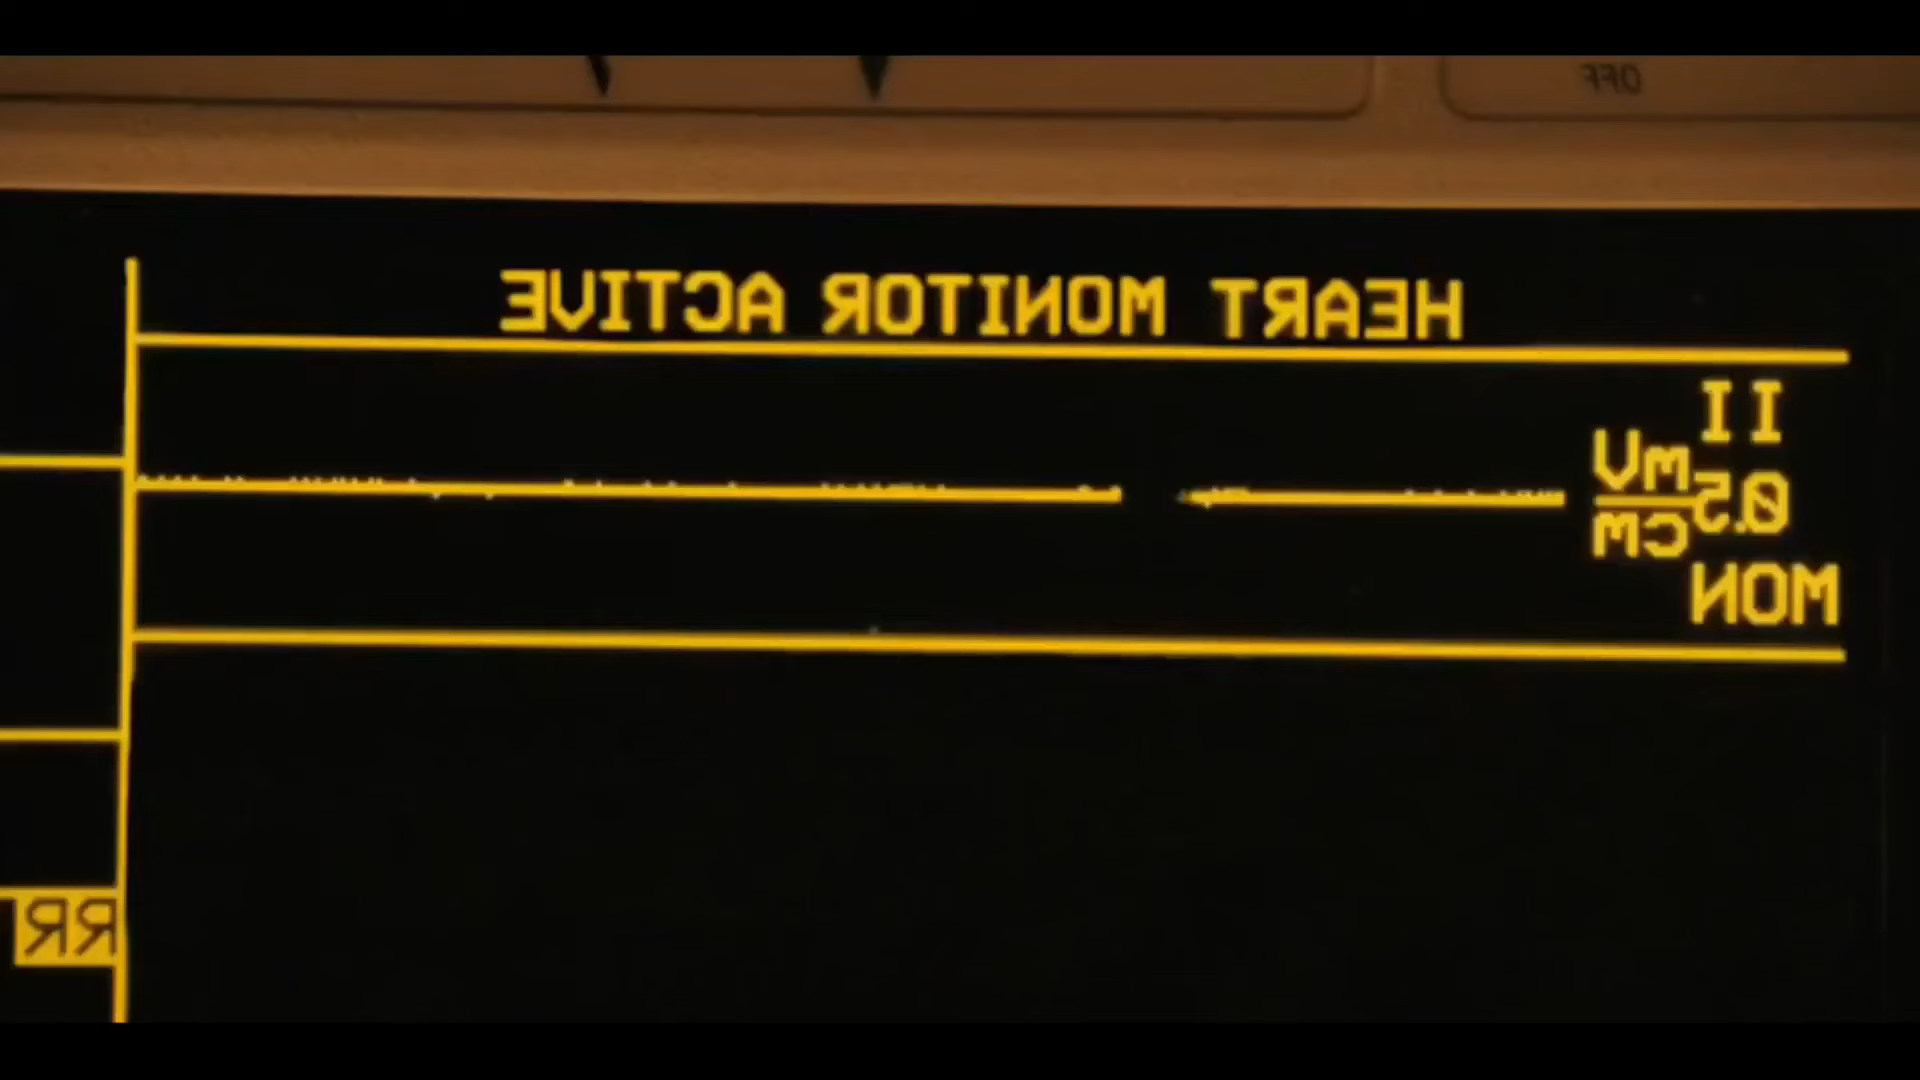 OFF
HEART MONITOR ACTIVE
II
0.5 mV
cm
MON
RR